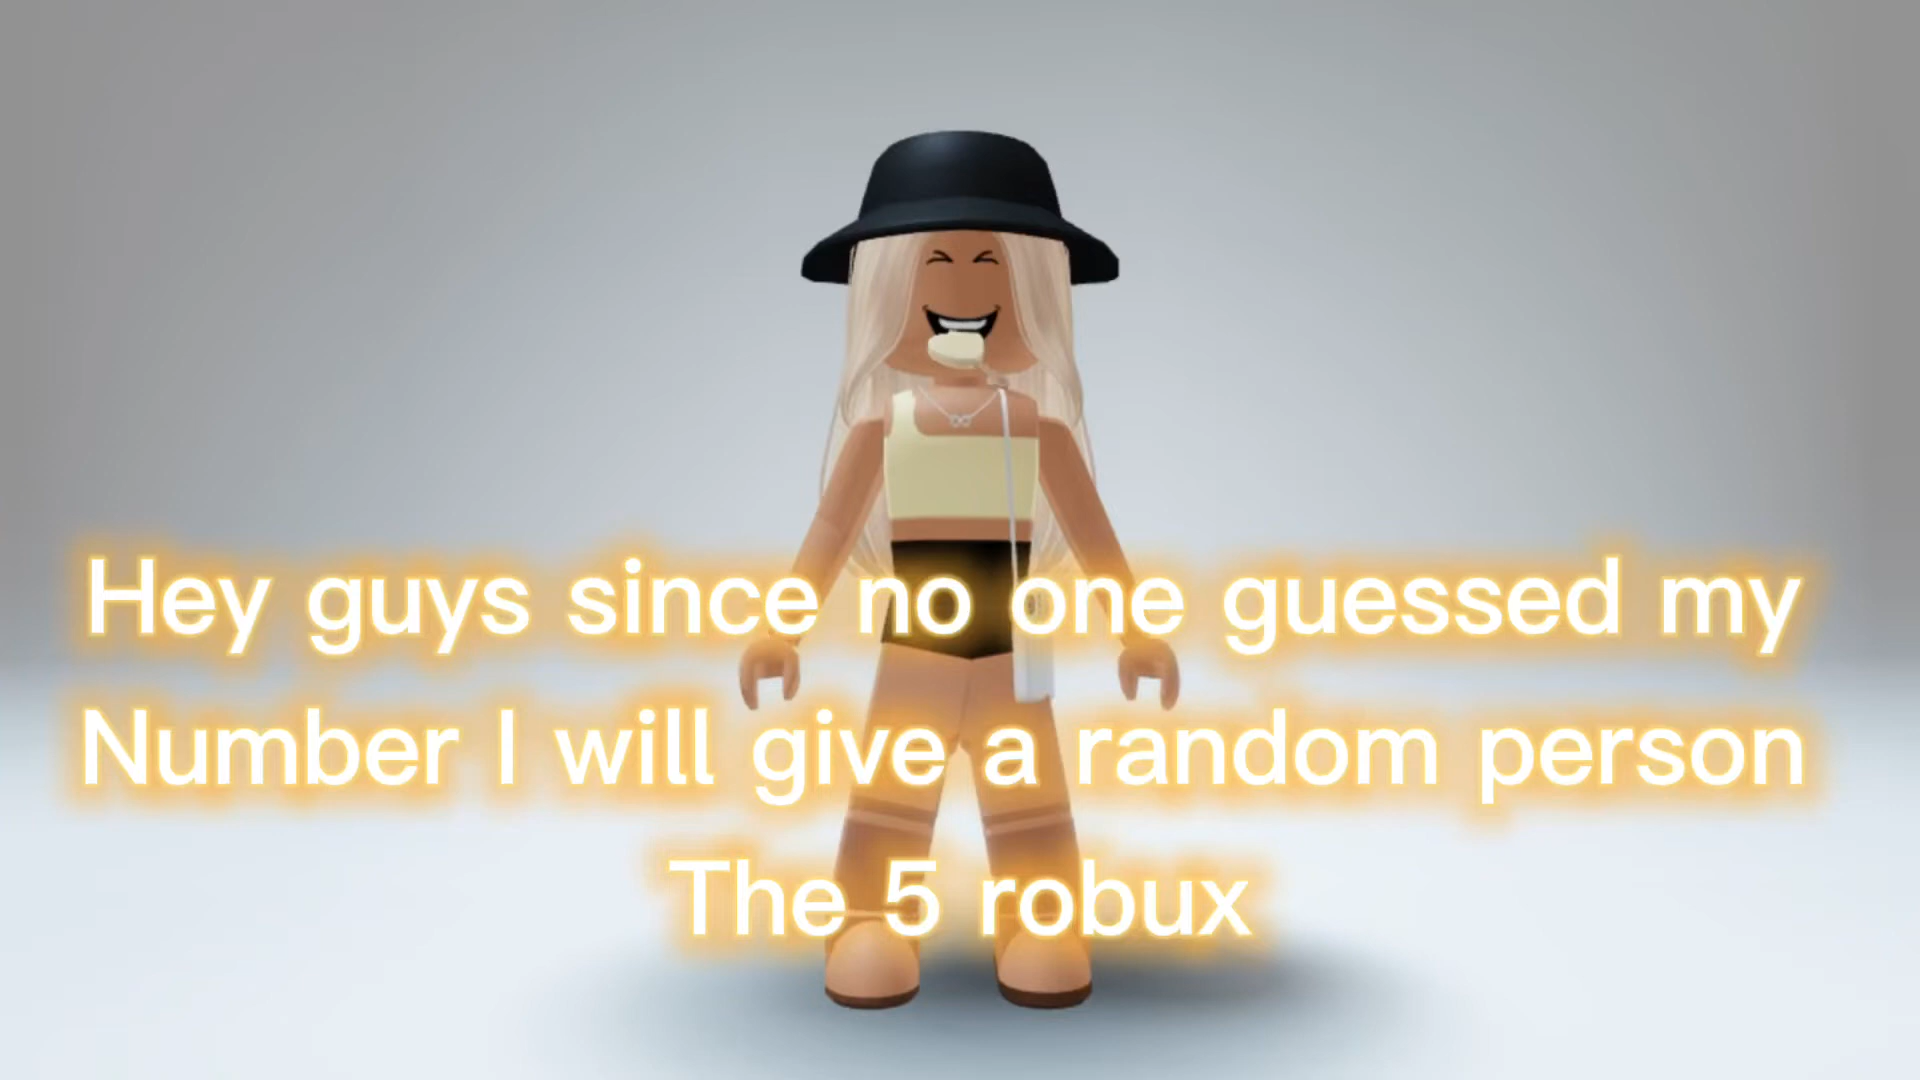 Hey guys since no one guessed my
Number I will give a random person
The 5 robux